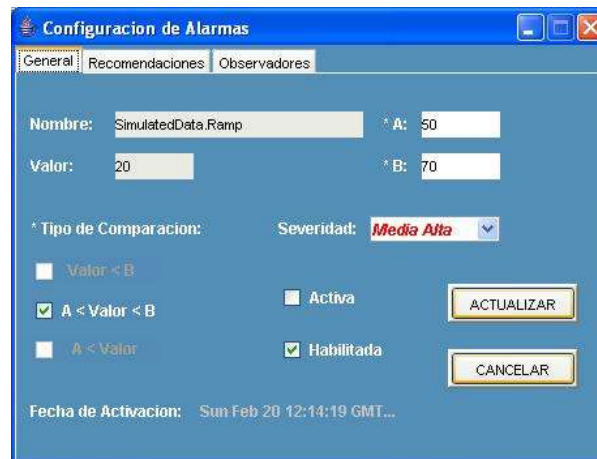 Configuracion de Alarmas
General Recomendaciones Observadores
Nombre: SimulatedData.Ramp * A: 50
Valor: 20 * B: 70
* Tipo de Comparacion: Severidad: Media Alta
Valor < B
A < Valor < B Activa ACTUALIZAR
A < Valor Habilitada CANCELAR
Fecha de Activacion: Sun Feb 20 12:14:19 GMT...